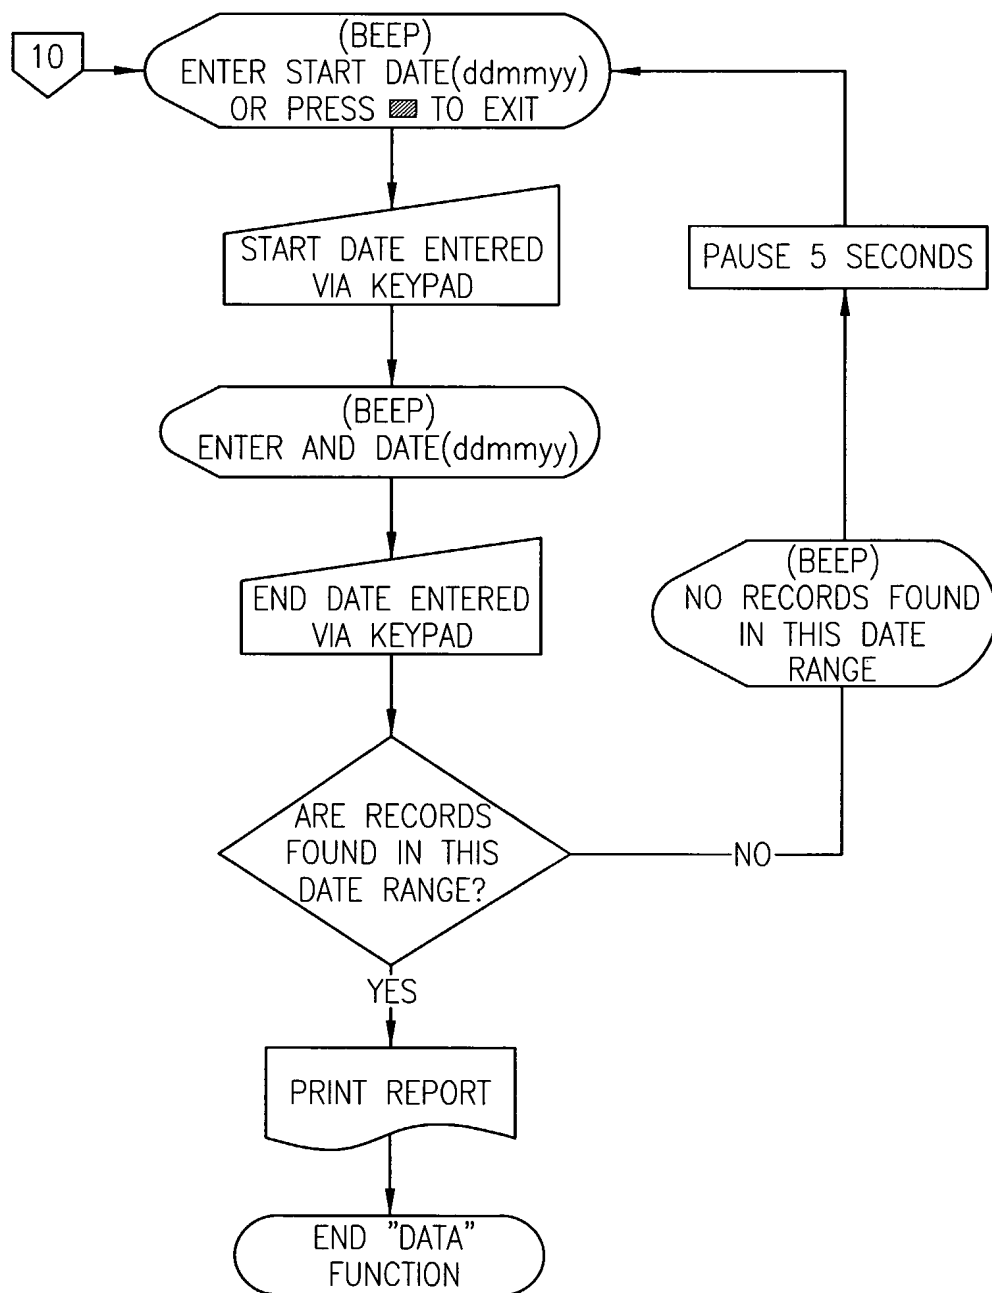 10
(BEEP)
ENTER START DATE(ddmmyy)
OR PRESS TO EXIT
START DATE ENTERED
VIA KEYPAD
PAUSE 5 SECONDS
(BEEP)
ENTER AND DATE(ddmmyy)
END DATE ENTERED
VIA KEYPAD
(BEEP)
NO RECORDS FOUND
IN THIS DATE
RANGE
ARE RECORDS
FOUND IN THIS
DATE RANGE?
NO
YES
PRINT REPORT
END "DATA"
FUNCTION